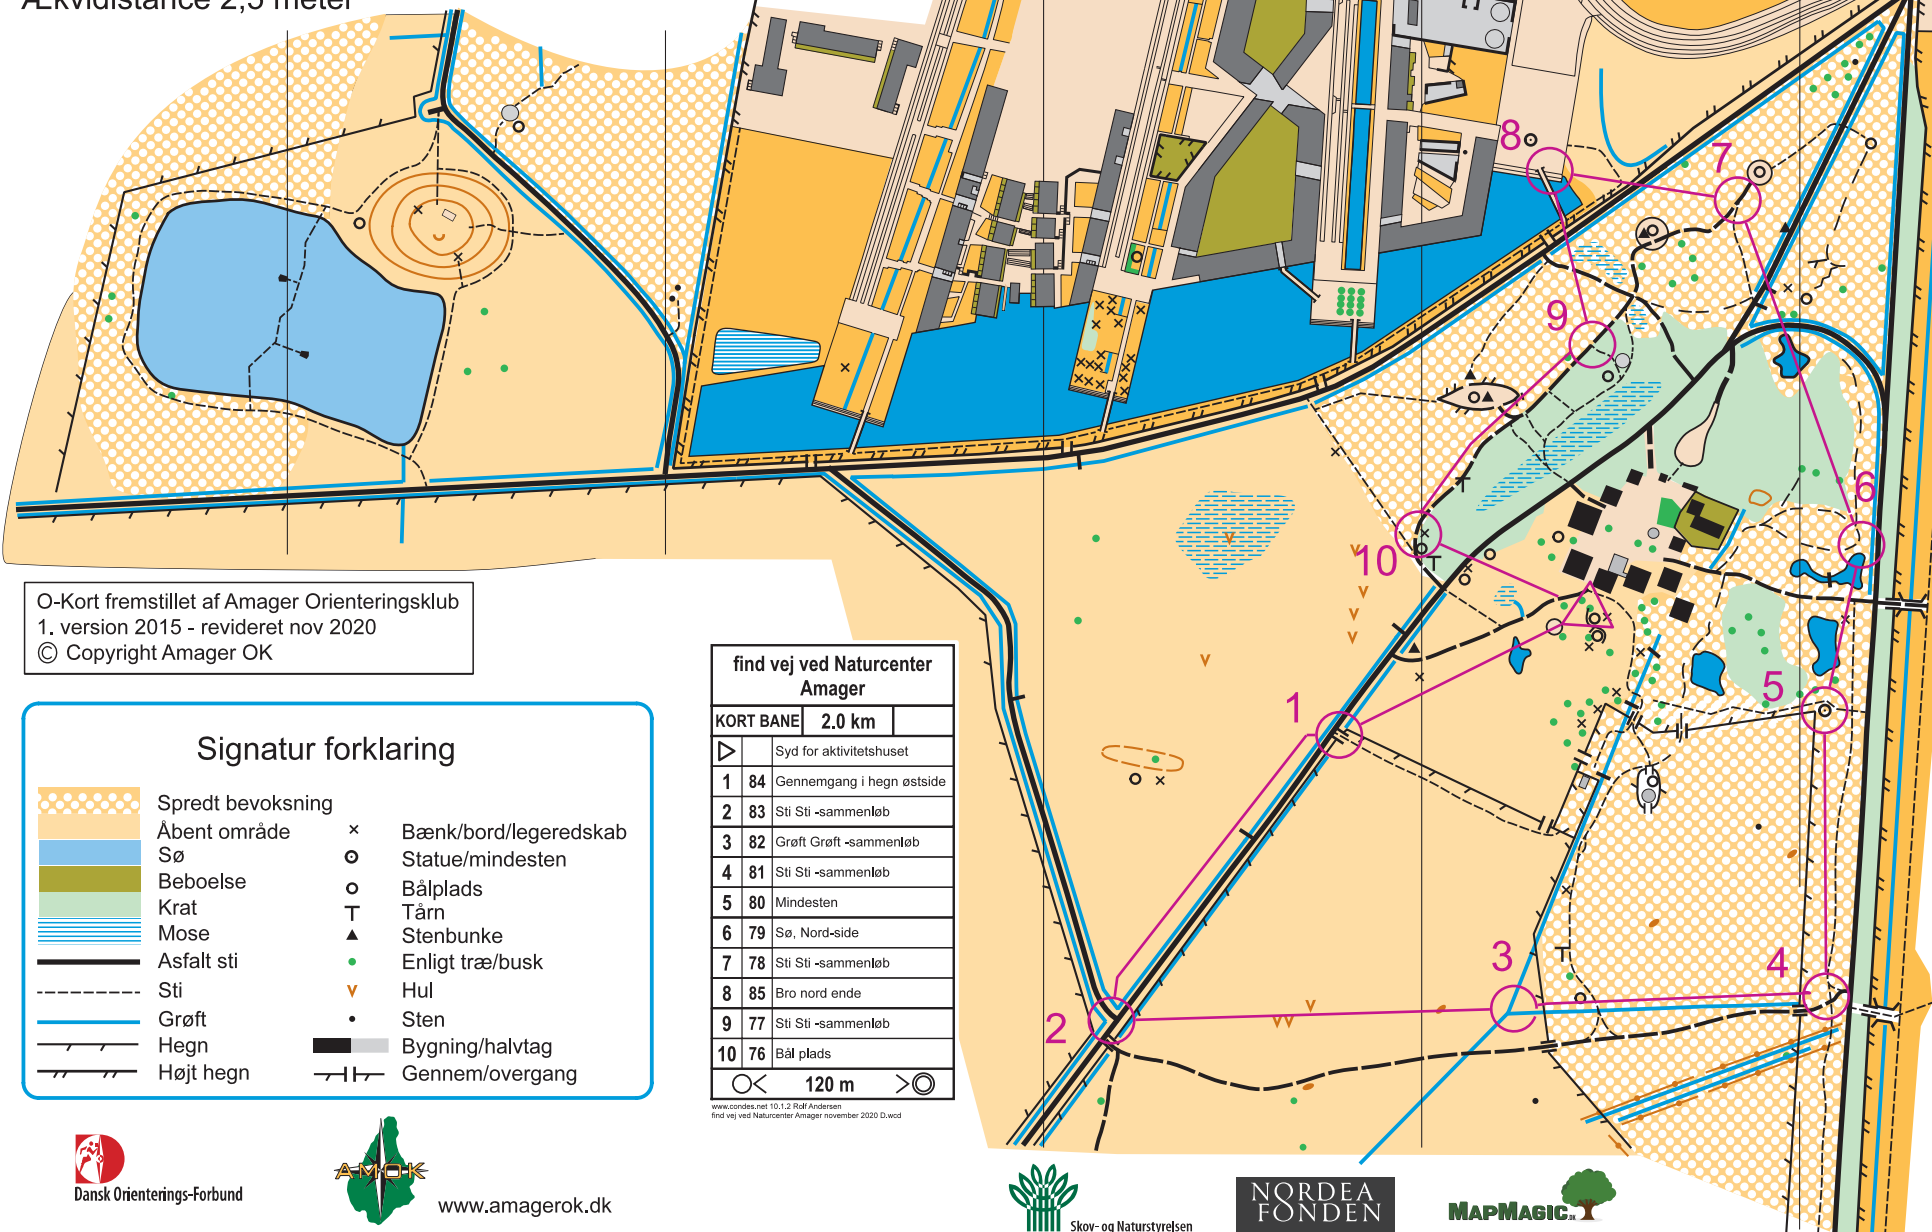 Ækvidistance 2,5 meter
8
7
9
6
10
5
1
3
4
2
O-Kort fremstillet af Amager Orienteringsklub
1. version 2015 - revideret nov 2020
© Copyright Amager OK
Signatur forklaring
Spredt bevoksning
Åbent område
Sø
Beboelse
Krat
Mose
Asfalt sti
Sti
Grøft
Hegn
Højt hegn
Bænk/bord/legeredskab
Statue/mindesten
Bålplads
Tårn
Stenbunke
Enligt træ/busk
Hul
Sten
Bygning/halvtag
Gennem/overgang
find vej ved Naturcenter
Amager
KORT BANE 2.0 km
Syd for aktivitetshuset
1 84 Gennemgang i hegn østside
2 83 Sti Sti -sammenløb
3 82 Grøft Grøft -sammenløb
4 81 Sti Sti -sammenløb
5 80 Mindesten
6 79 Sø, Nord-side
7 78 Sti Sti -sammenløb
8 85 Bro nord ende
9 77 Sti Sti -sammenløb
10 76 Bål plads
120 m
www.condes.net 10.1.2 Rolf Andersen
find vej ved Naturcenter Amager november 2020 D.wcd
Dansk Orienterings-Forbund
AMOK
www.amagerok.dk
Skov- og Naturstyrelsen
NORDEA
FONDEN
MAPMAGIC.DK